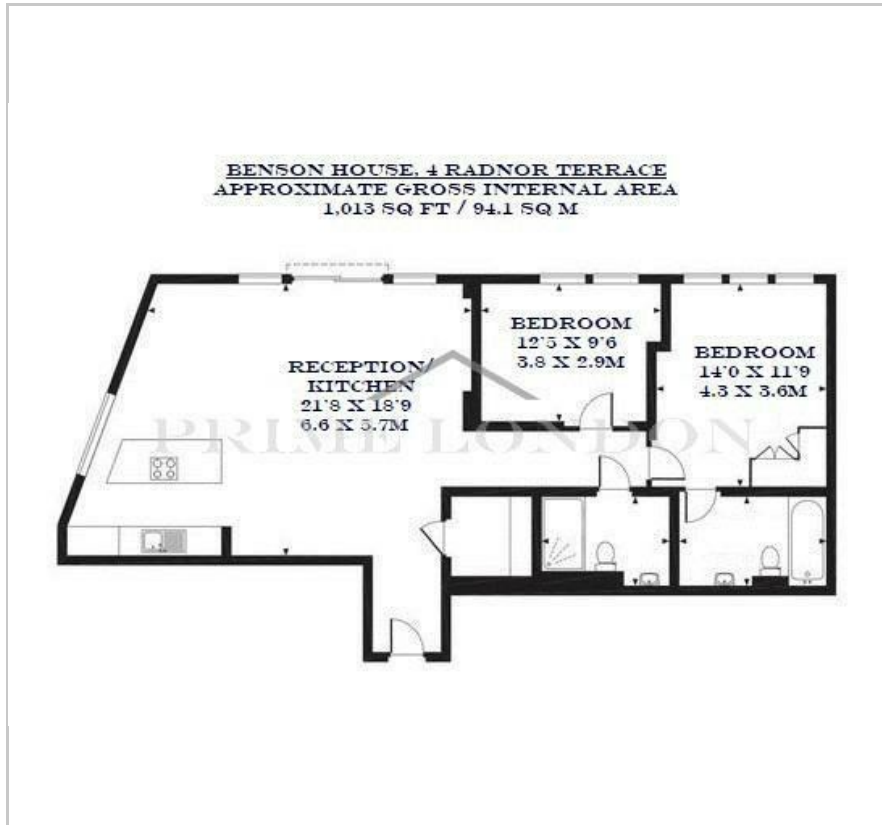 BENSON HOUSE, 4 RADNOR TERRACE
APPROXIMATE GROSS INTERNAL AREA
1,013 SQ FT / 94.1 SQ M
BEDROOM
12'5 X 9'6
3.8 X 2.9M
BEDROOM
14'0 X 11'9
4.3 X 3.6M
RECEPTION/
KITCHEN
21'8 X 18'9
6.6 X 5.7M
PRIME LONDON